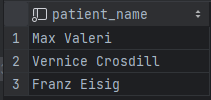 patient_name
1 Max Valeri
2 Vernice Crosdill
3 Franz Eisig